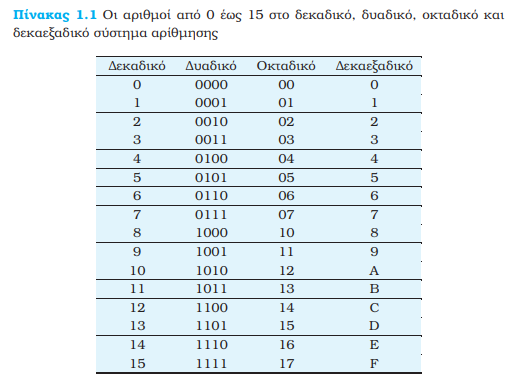 Πίνακας 1.1 Οι αριθμοί από 0 έως 15 στο δεκαδικό, δυαδικό, οκταδικό και
δεκαεξαδικό σύστημα αρίθμησης
Δεκαδικό Δυαδικό Οκταδικό Δεκαεξαδικό
0 0000 00 0
1 0001 01 1
2 0010 02 2
3 0011 03 3
4 0100 04 4
5 0101 05 5
6 0110 06 6
7 0111 07 7
8 1000 10 8
9 1001 11 9
10 1010 12 A
11 1011 13 B
12 1100 14 C
13 1101 15 D
14 1110 16 E
15 1111 17 F